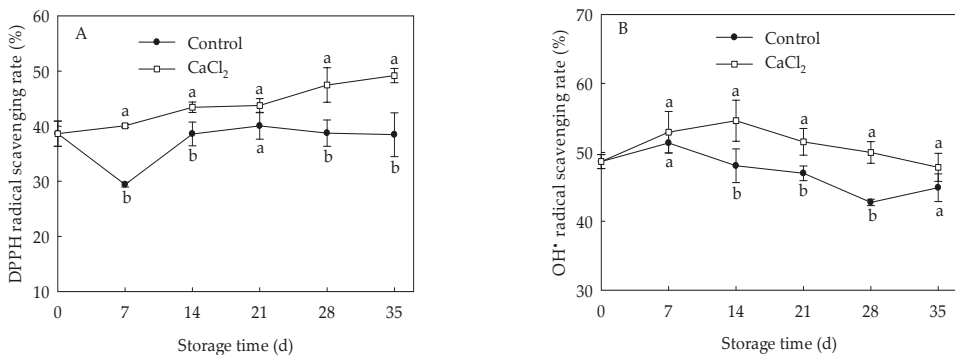 A
Control
CaCl₂
DPPH radical scavenging rate (%)
60
50
40
30
20
10
a
a
a
a
a
b
b
a
b
b
0 7 14 21 28 35
Storage time (d)
B
Control
CaCl₂
OH• radical scavenging rate (%)
70
60
50
40
30
a
a
a
a
a
a
b
b
b
a
0 7 14 21 28 35
Storage time (d)